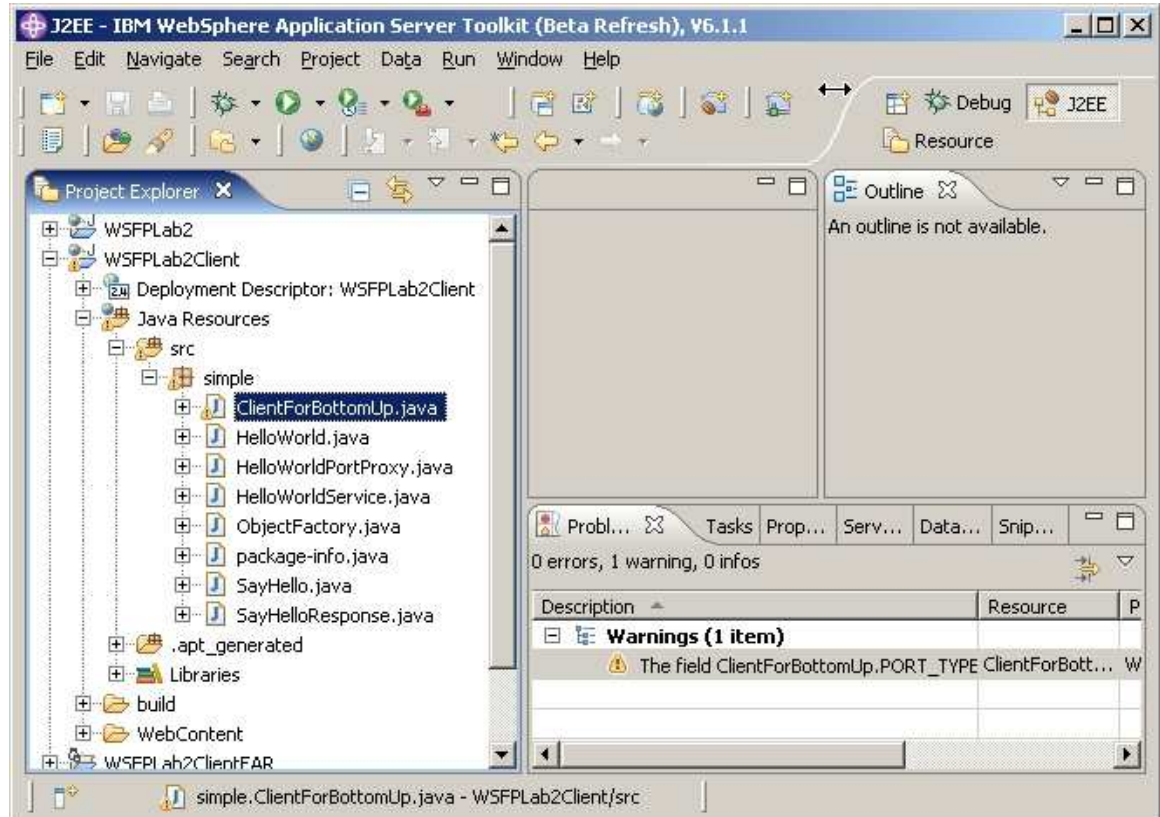 J2EE - IBM WebSphere Application Server Toolkit (Beta Refresh), V6.1.1
File Edit Navigate Search Project Data Run Window Help
Debug J2EE
Resource
Project Explorer
WSFPLab2
WSFPLab2Client
2.4 Deployment Descriptor: WSFPLab2Client
Java Resources
src
simple
ClientForBottomUp.java
HelloWorld.java
HelloWorldPortProxy.java
HelloWorldService.java
ObjectFactory.java
package-info.java
SayHello.java
SayHelloResponse.java
.apt_generated
Libraries
build
WebContent
WSFPLab2ClientEAR
Outline
An outline is not available.
Probl... Tasks Prop... Serv... Data... Snip...
0 errors, 1 warning, 0 infos
Description Resource P
Warnings (1 item)
The field ClientForBottomUp.PORT_TYPE ClientForBott... W
simple.ClientForBottomUp.java - WSFPLab2Client/src